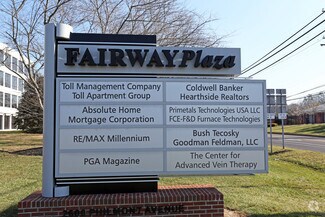 FAIRWAY Plaza
Toll Management Company
Toll Apartment Group
Coldwell Banker
Hearthside Realtors
Absolute Home
Mortgage Corporation
Primetals Technologies USA LLC
FCE-F&D Furnace Technologies
RE/MAX Millennium
Bush Tecosky
Goodman Feldman, LLC
PGA Magazine
The Center for
Advanced Vein Therapy
AVENUE